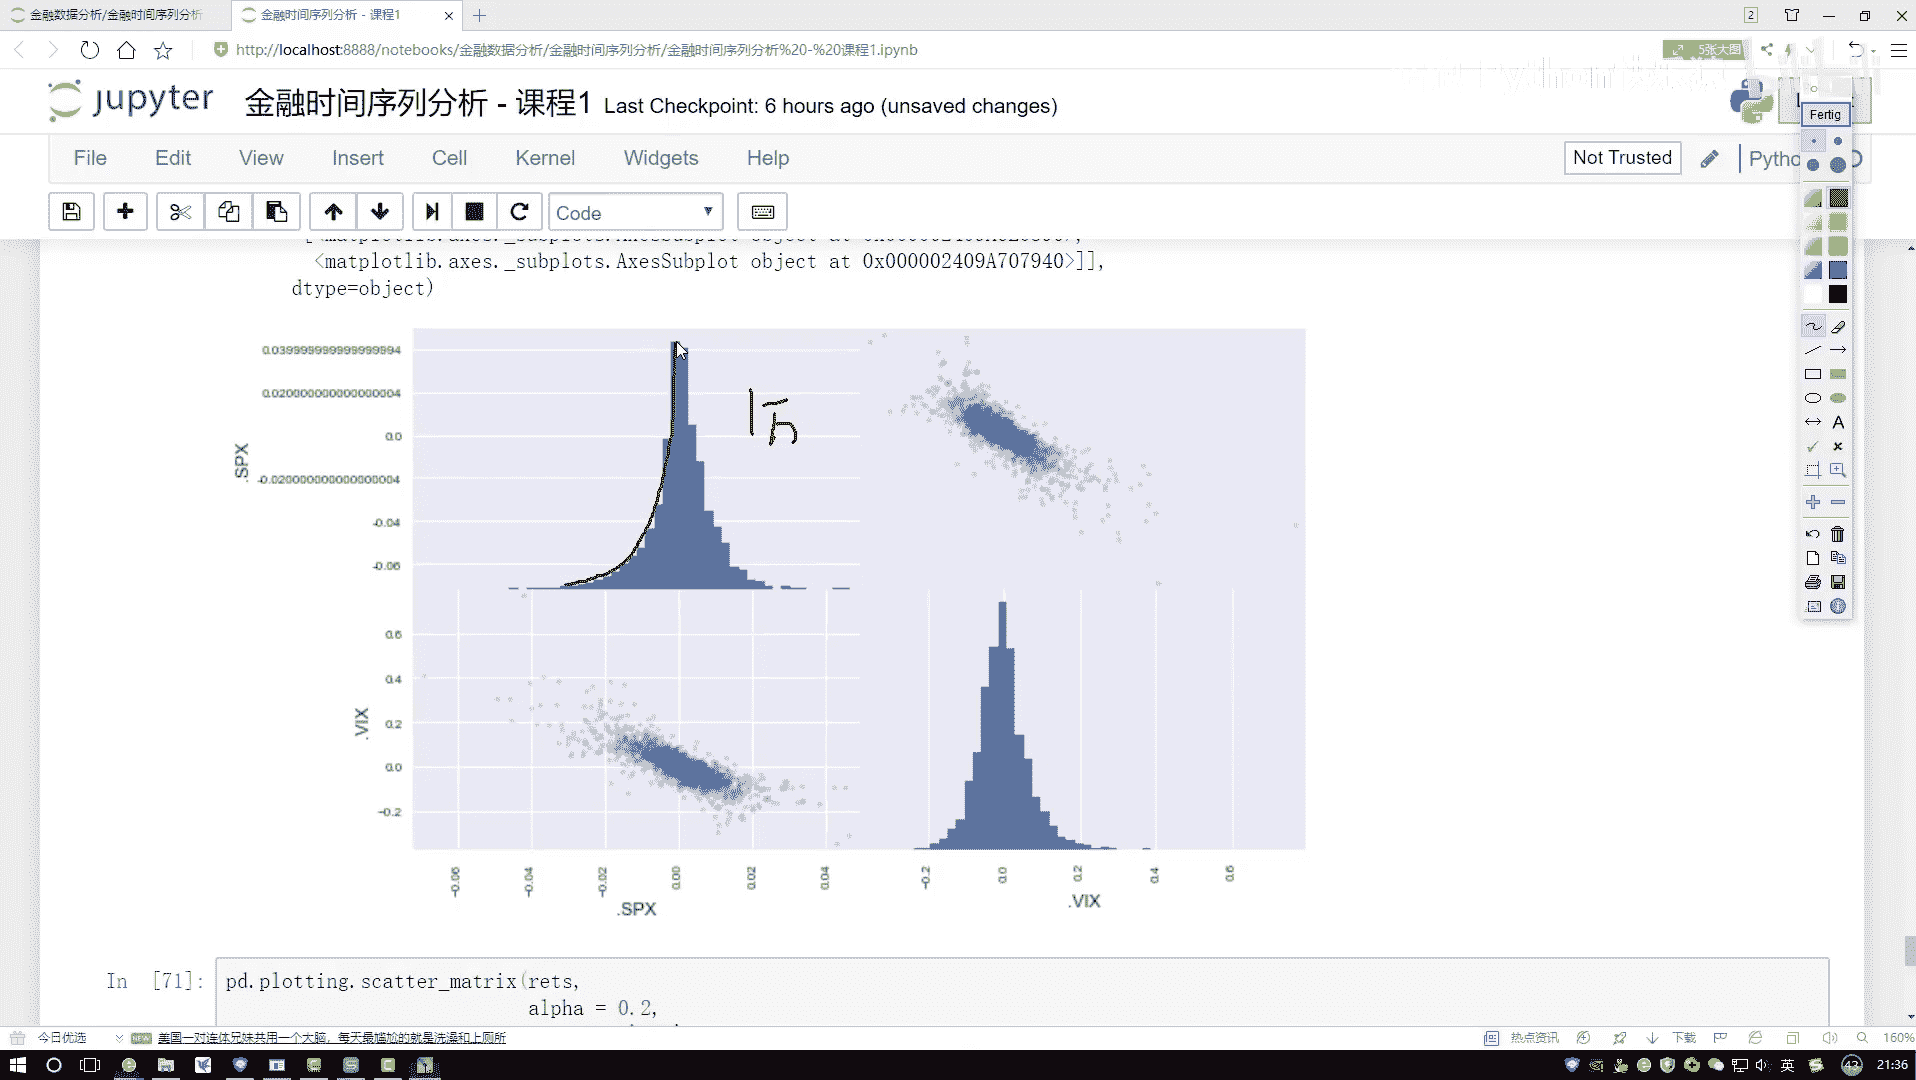 金融数据分析/金融时间序列分析
金融时间序列分析 - 课程1
2
http://localhost:8888/notebooks/金融数据分析/金融时间序列分析/金融时间序列分析%20-%20课程1.ipynb
5张大图
jupyter
金融时间序列分析 - 课程1 Last Checkpoint: 6 hours ago (unsaved changes)
Fertig
File Edit View Insert Cell Kernel Widgets Help
Not Trusted
Code
<matplotlib.axes._subplots.AxesSubplot object at 0x000002409A707940>]],
dtype=object)
0.039999999999999994
0.020000000000000004
0.0
-0.020000000000000004
-0.04
-0.06
.SPX
0.6
0.4
0.2
0.0
-0.2
.VIX
-0.06 -0.04 -0.02 0.00 0.02 0.04
.SPX
-0.2 0.0 0.2 0.4 0.6
.VIX
In [71]: pd.plotting.scatter_matrix(rets,
alpha = 0.2,
今日优选
美国一对连体兄妹共用一个大脑，每天最尴尬的就是洗澡和上厕所
热点资讯
下载
160%
英
43
21:36